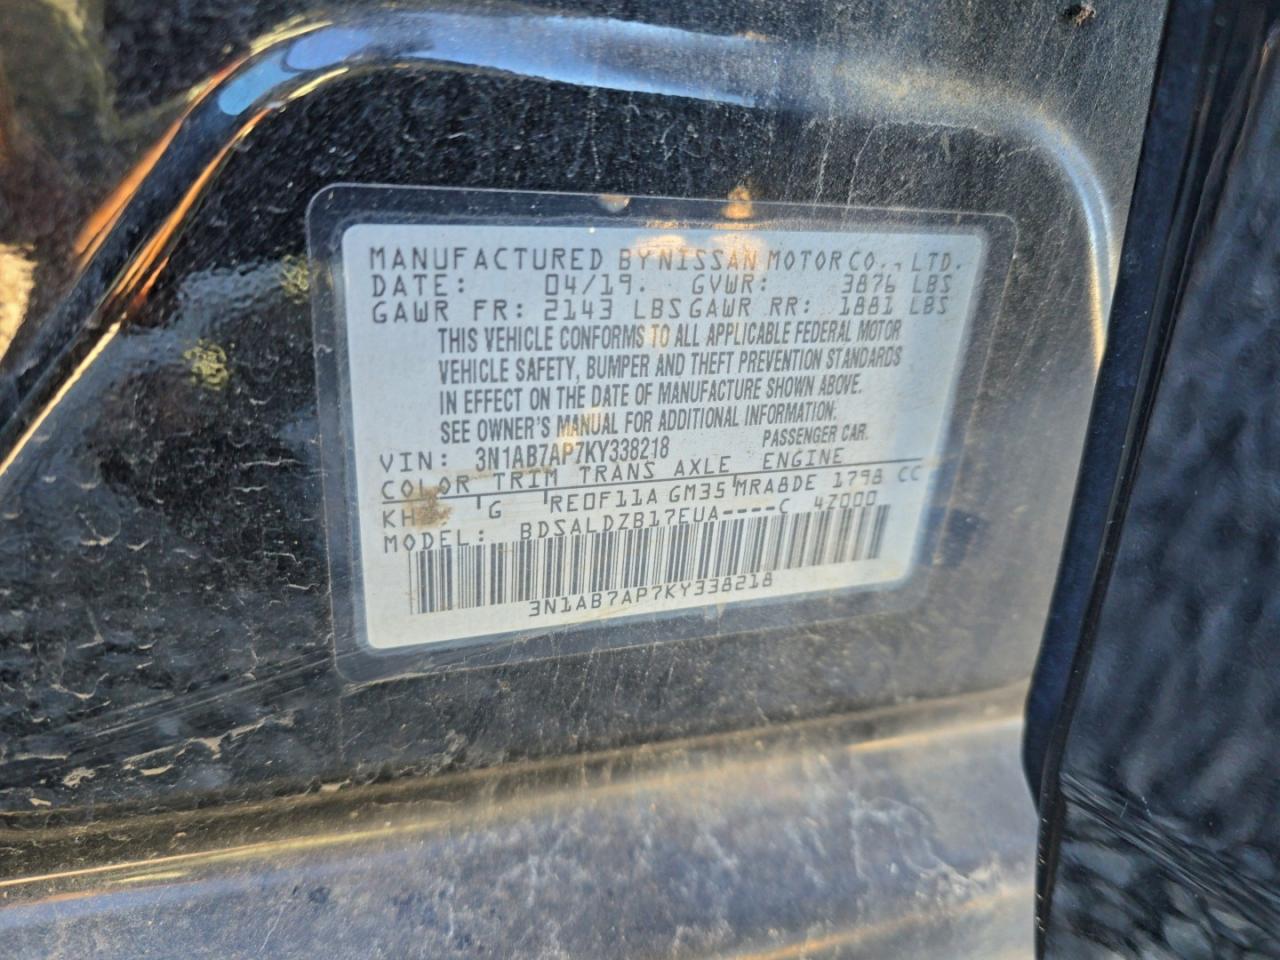 MANUFACTURED BY NISSAN MOTOR CO., LTD.
DATE: 04/19. GVWR: 3876 LBS
GAWR FR: 2143 LBS GAWR RR: 1881 LBS
THIS VEHICLE CONFORMS TO ALL APPLICABLE FEDERAL MOTOR
VEHICLE SAFETY, BUMPER AND THEFT PREVENTION STANDARDS
IN EFFECT ON THE DATE OF MANUFACTURE SHOWN ABOVE.
SEE OWNER'S MANUAL FOR ADDITIONAL INFORMATION.
VIN: 3N1AB7AP7KY338218 PASSENGER CAR.
COLOR TRIM TRANS AXLE ENGINE
G RE0F11A GM35 MRA8DE 1798 CC
MODEL: BDSALDZB17EUA----C 4Z000
3N1AB7AP7KY338218